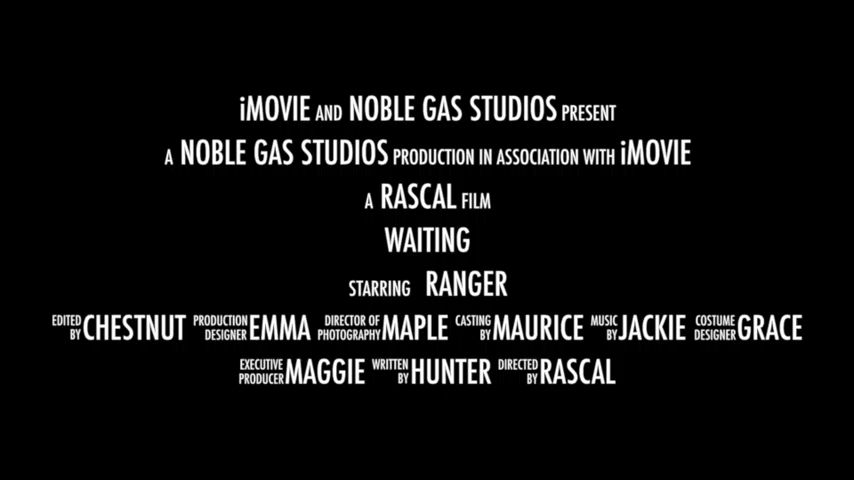 iMOVIE AND NOBLE GAS STUDIOS PRESENT
A NOBLE GAS STUDIOS PRODUCTION IN ASSOCIATION WITH iMOVIE
A RASCAL FILM
WAITING
STARRING RANGER
EDITED BY CHESTNUT PRODUCTION DESIGNER EMMA DIRECTOR OF PHOTOGRAPHY MAPLE CASTING BY MAURICE MUSIC BY JACKIE COSTUME DESIGNER GRACE
EXECUTIVE PRODUCER MAGGIE WRITTEN BY HUNTER DIRECTED BY RASCAL